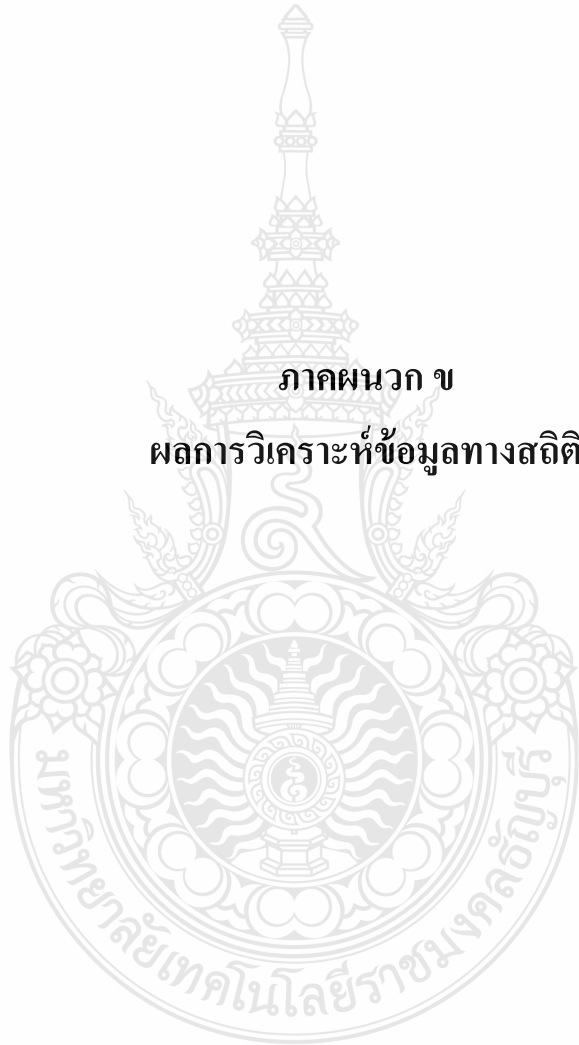 ภาคผนวก ข
ผลการวิเคราะห์ข้อมูลทางสถิติ
มหาวิทยาลัยเทคโนโลยีราชมงคลธัญบุรี